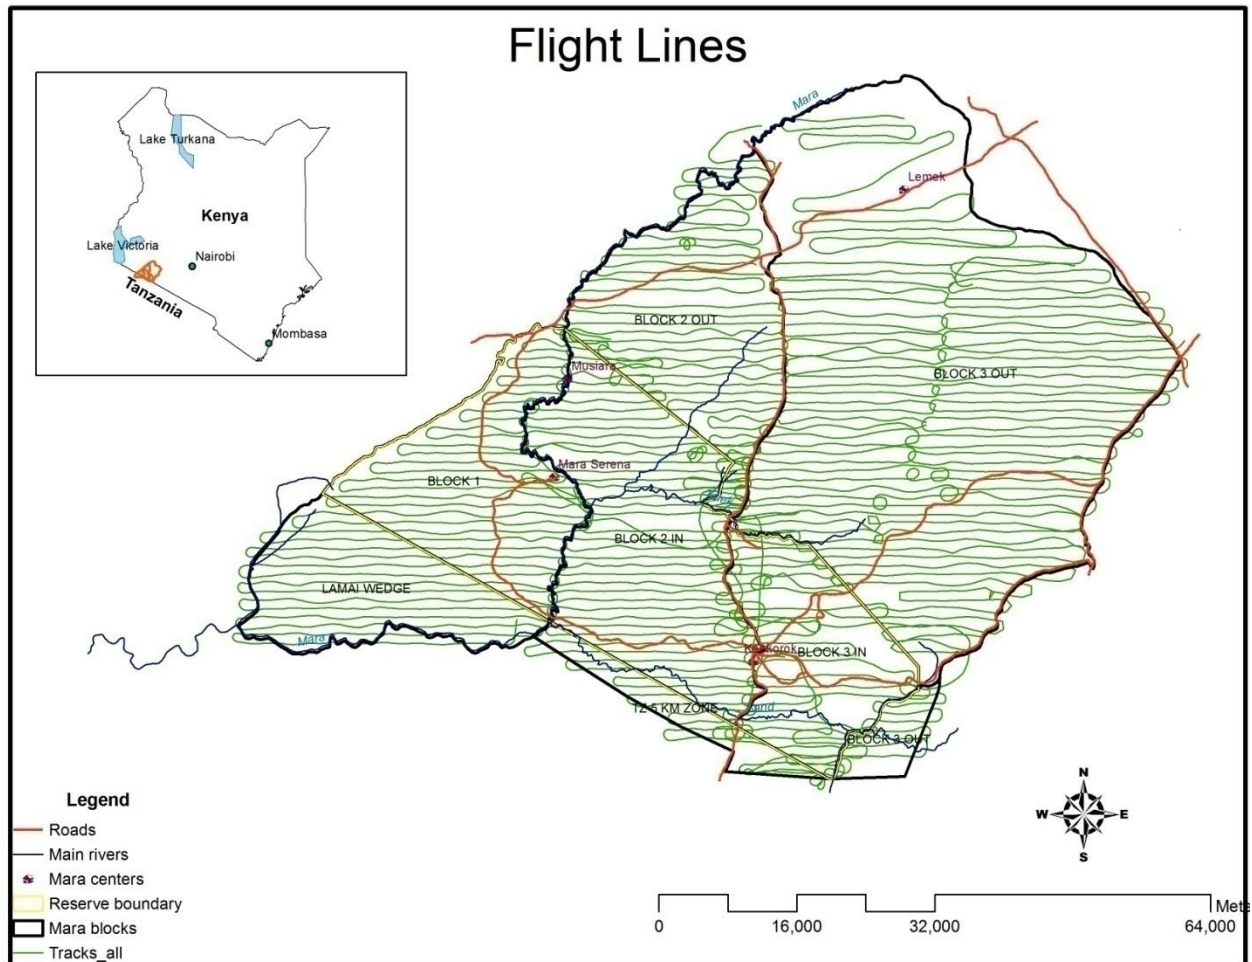 Flight Lines
Lake Turkana
Kenya
Lake Victoria
Nairobi
Tanzania
Mombasa
Mara
Lemek
BLOCK 2 OUT
Musiara
BLOCK 3 OUT
Mara Serena
BLOCK 1
BLOCK 2 IN
LAMAI WEDGE
Mara
BLOCK 3 IN
TZ 5 KM ZONE
BLOCK 3 OUT
N
W
E
S
Legend
Roads
Main rivers
Mara centers
Reserve boundary
Mara blocks
Tracks_all
0
16,000
32,000
64,000
Mete